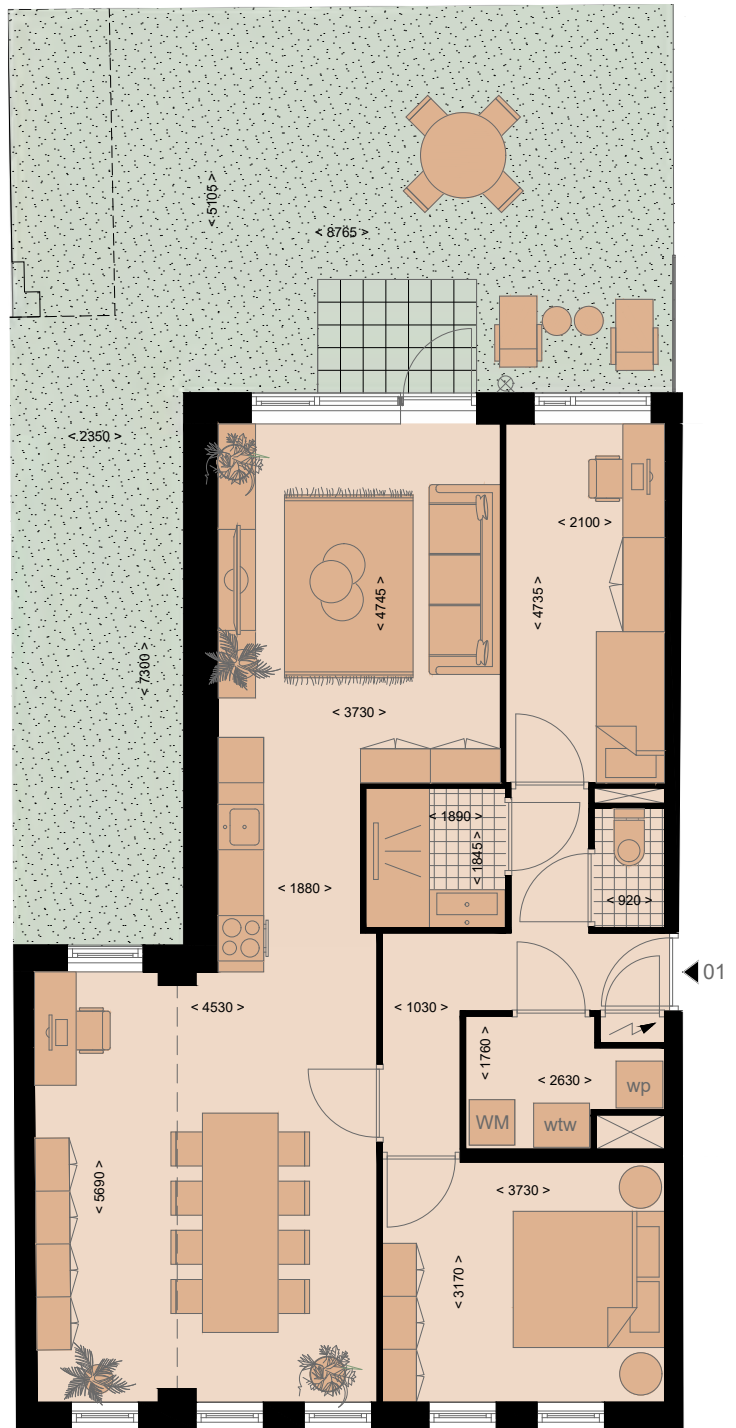 < 5105 >
< 8765 >
< 2350 >
< 2100 >
< 4745 >
< 4735 >
< 7300 >
< 3730 >
< 1890 >
< 1845 >
< 1880 >
< 920 >
01
< 4530 >
< 1030 >
< 1760 >
< 2630 >
wp
WM
wtw
< 5690 >
< 3730 >
< 3170 >